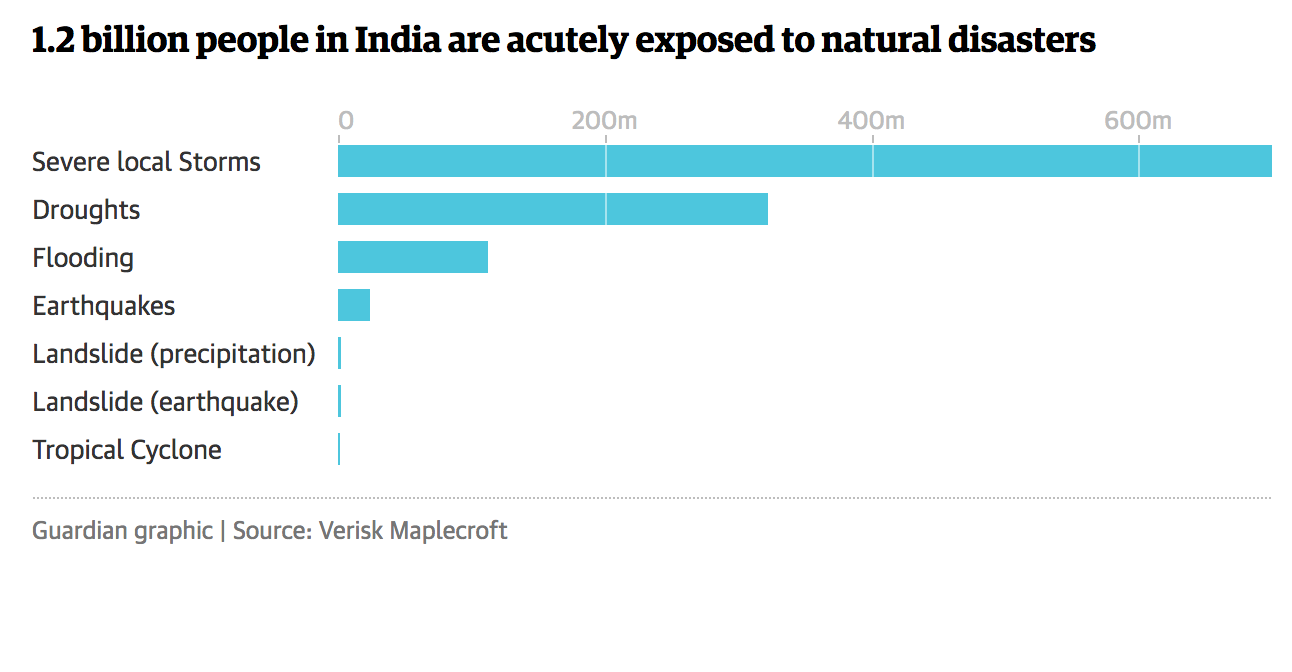 1.2 billion people in India are acutely exposed to natural disasters
0 200m 400m 600m
Severe local Storms
Droughts
Flooding
Earthquakes
Landslide (precipitation)
Landslide (earthquake)
Tropical Cyclone
Guardian graphic | Source: Verisk Maplecroft